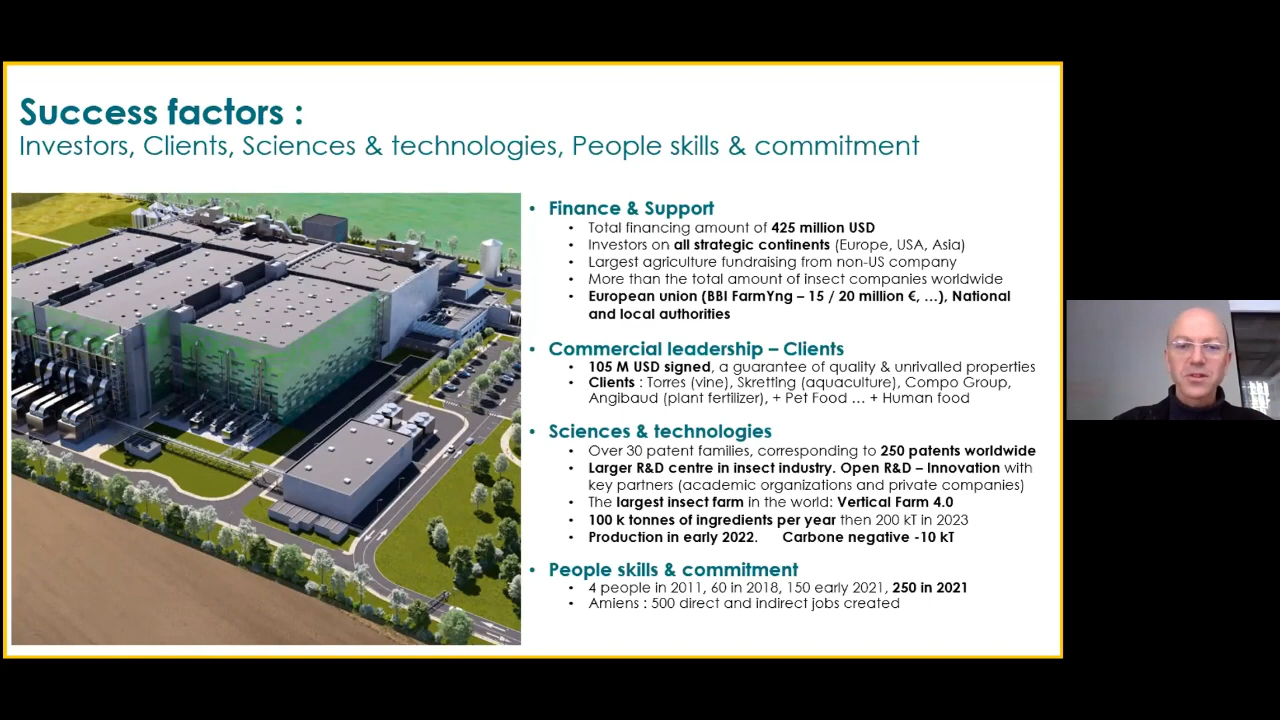 Success factors :
Investors, Clients, Sciences & technologies, People skills & commitment
• Finance & Support
• Total financing amount of 425 million USD
• Investors on all strategic continents (Europe, USA, Asia)
• Largest agriculture fundraising from non-US company
• More than the total amount of insect companies worldwide
• European union (BBI FarmYng – 15 / 20 million €, …), National
and local authorities
• Commercial leadership – Clients
• 105 M USD signed, a guarantee of quality & unrivalled properties
• Clients : Torres (vine), Skretting (aquaculture), Compo Group,
Angibaud (plant fertilizer), + Pet Food … + Human food
• Sciences & technologies
• Over 30 patent families, corresponding to 250 patents worldwide
• Larger R&D centre in insect industry. Open R&D – Innovation with
key partners (academic organizations and private companies)
• The largest insect farm in the world: Vertical Farm 4.0
• 100 k tonnes of ingredients per year then 200 kT in 2023
• Production in early 2022. Carbone negative -10 kT
• People skills & commitment
• 4 people in 2011, 60 in 2018, 150 early 2021, 250 in 2021
• Amiens : 500 direct and indirect jobs created